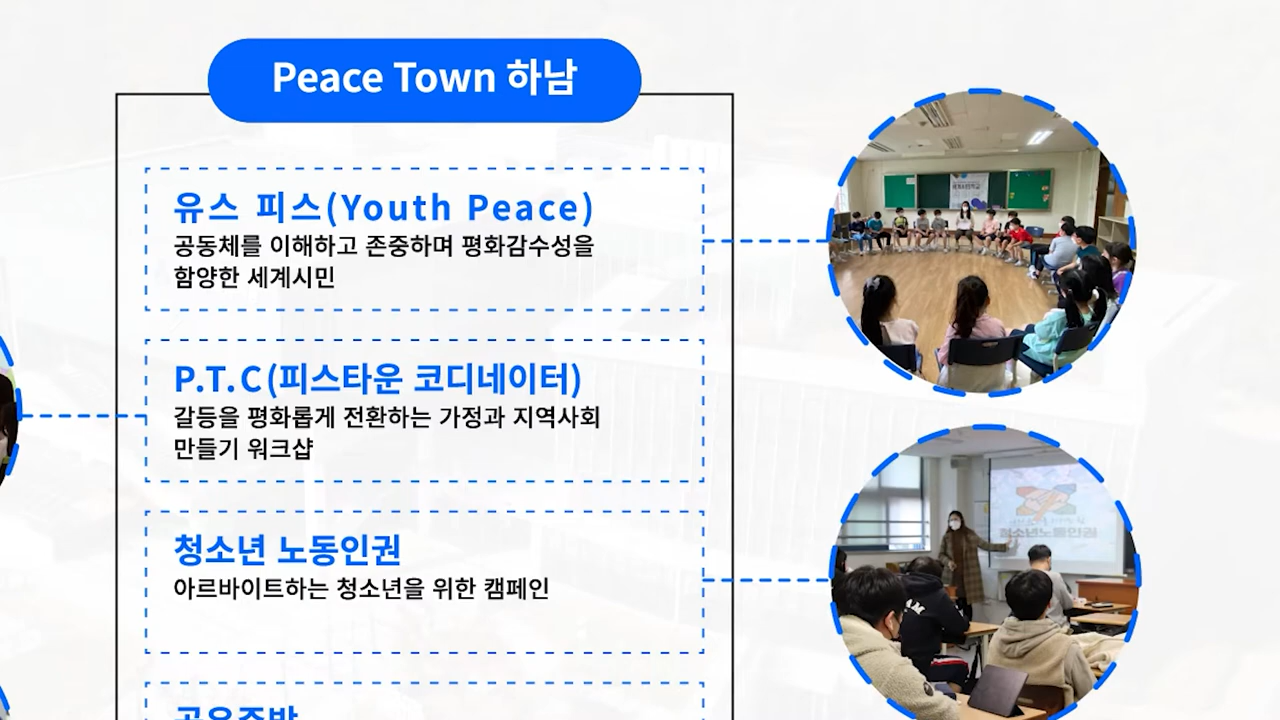 Peace Town 하남
유스 피스(Youth Peace)
공동체를 이해하고 존중하며 평화감수성을
함양한 세계시민
P.T.C(피스타운 코디네이터)
갈등을 평화롭게 전환하는 가정과 지역사회
만들기 워크샵
청소년 노동인권
아르바이트하는 청소년을 위한 캠페인
청소년노동인권
공유주방